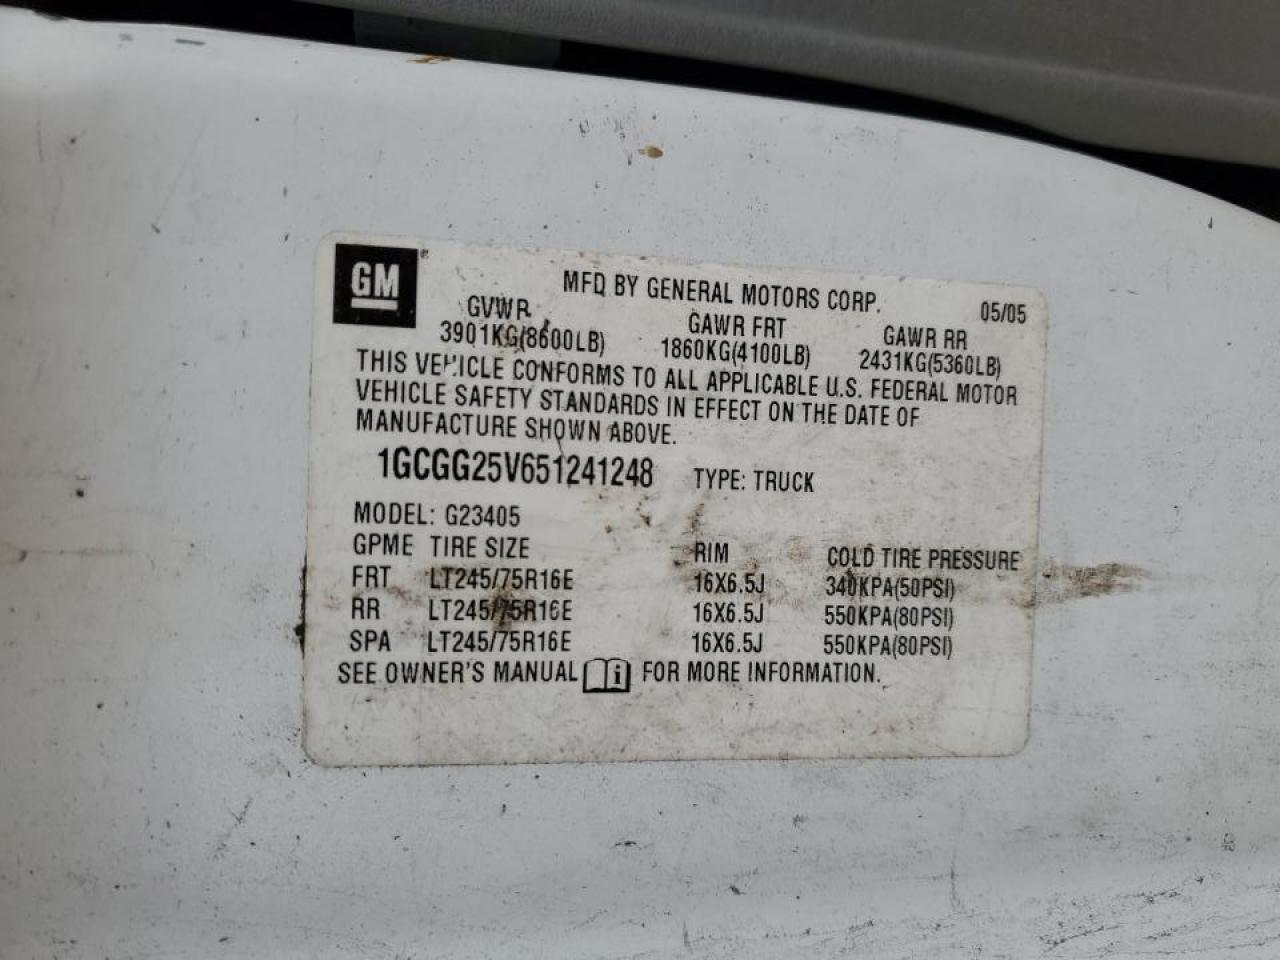 GM®
MFD BY GENERAL MOTORS CORP. 05/05
GVWR GAWR FRT GAWR RR
3901KG(8600LB) 1860KG(4100LB) 2431KG(5360LB)
THIS VEHICLE CONFORMS TO ALL APPLICABLE U.S. FEDERAL MOTOR
VEHICLE SAFETY STANDARDS IN EFFECT ON THE DATE OF
MANUFACTURE SHOWN ABOVE.
1GCGG25V651241248 TYPE: TRUCK
MODEL: G23405
GPME TIRE SIZE RIM COLD TIRE PRESSURE
FRT LT245/75R16E 16X6.5J 340KPA(50PSI)
RR LT245/75R16E 16X6.5J 550KPA(80PSI)
SPA LT245/75R16E 16X6.5J 550KPA(80PSI)
SEE OWNER'S MANUAL i FOR MORE INFORMATION.